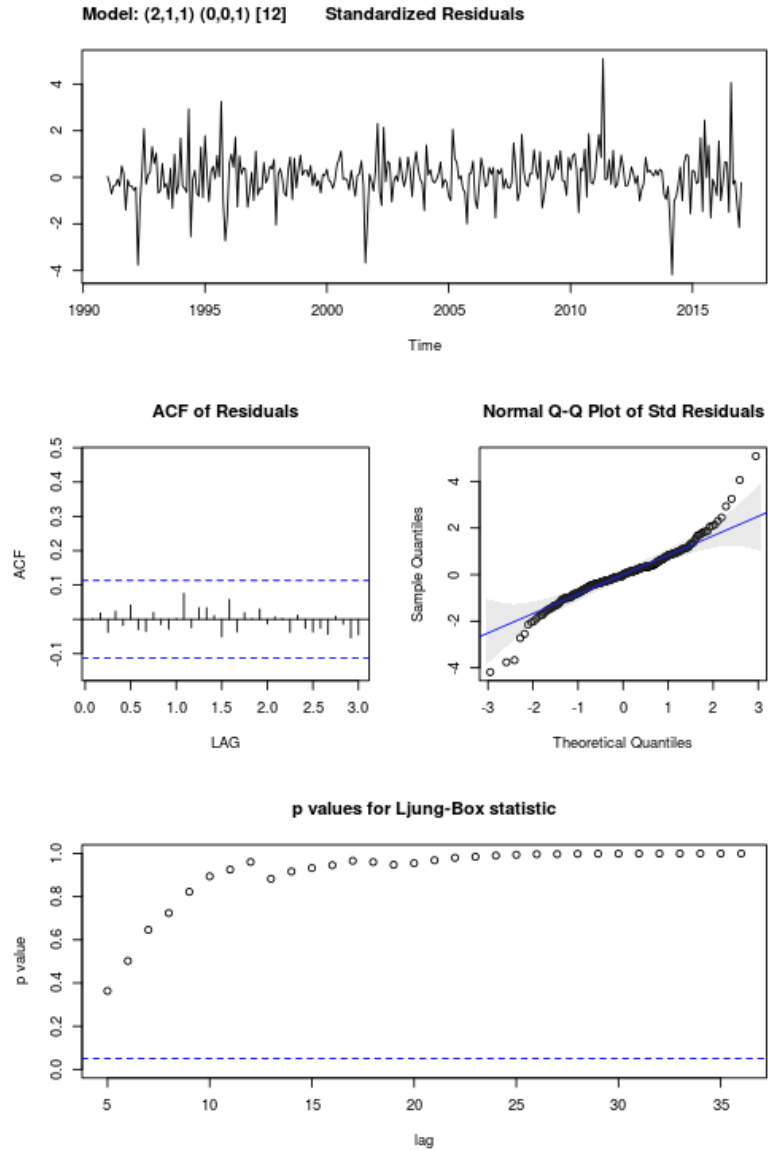 Model: (2,1,1) (0,0,1) [12] Standardized Residuals
4
2
0
-2
-4
1990 1995 2000 2005 2010 2015
Time
ACF of Residuals
ACF
0.5
0.4
0.3
0.2
0.1
-0.1
0.0 0.5 1.0 1.5 2.0 2.5 3.0
LAG
Normal Q-Q Plot of Std Residuals
Sample Quantiles
4
2
0
-2
-4
-3 -2 -1 0 1 2 3
Theoretical Quantiles
p values for Ljung-Box statistic
p value
1.0
0.8
0.6
0.4
0.2
0.0
5 10 15 20 25 30 35
lag